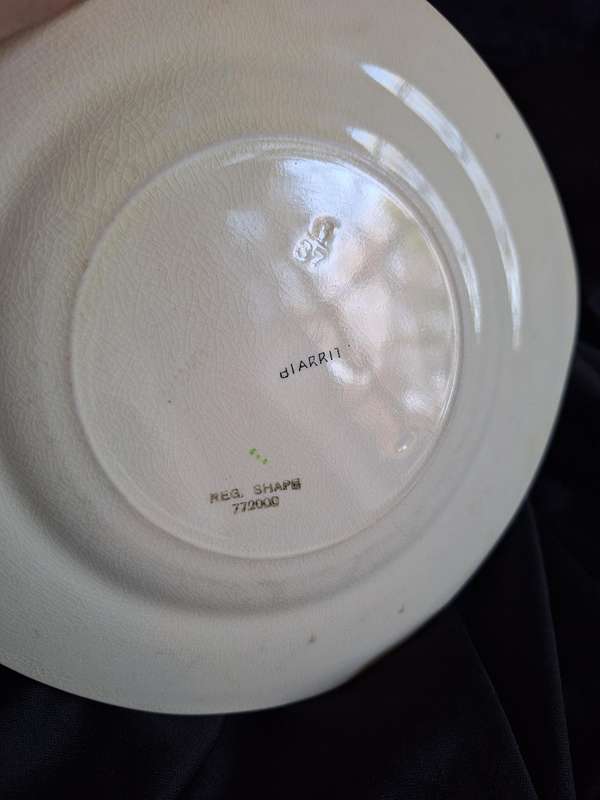 37
BIARRIT
REG. SHAPE
772000